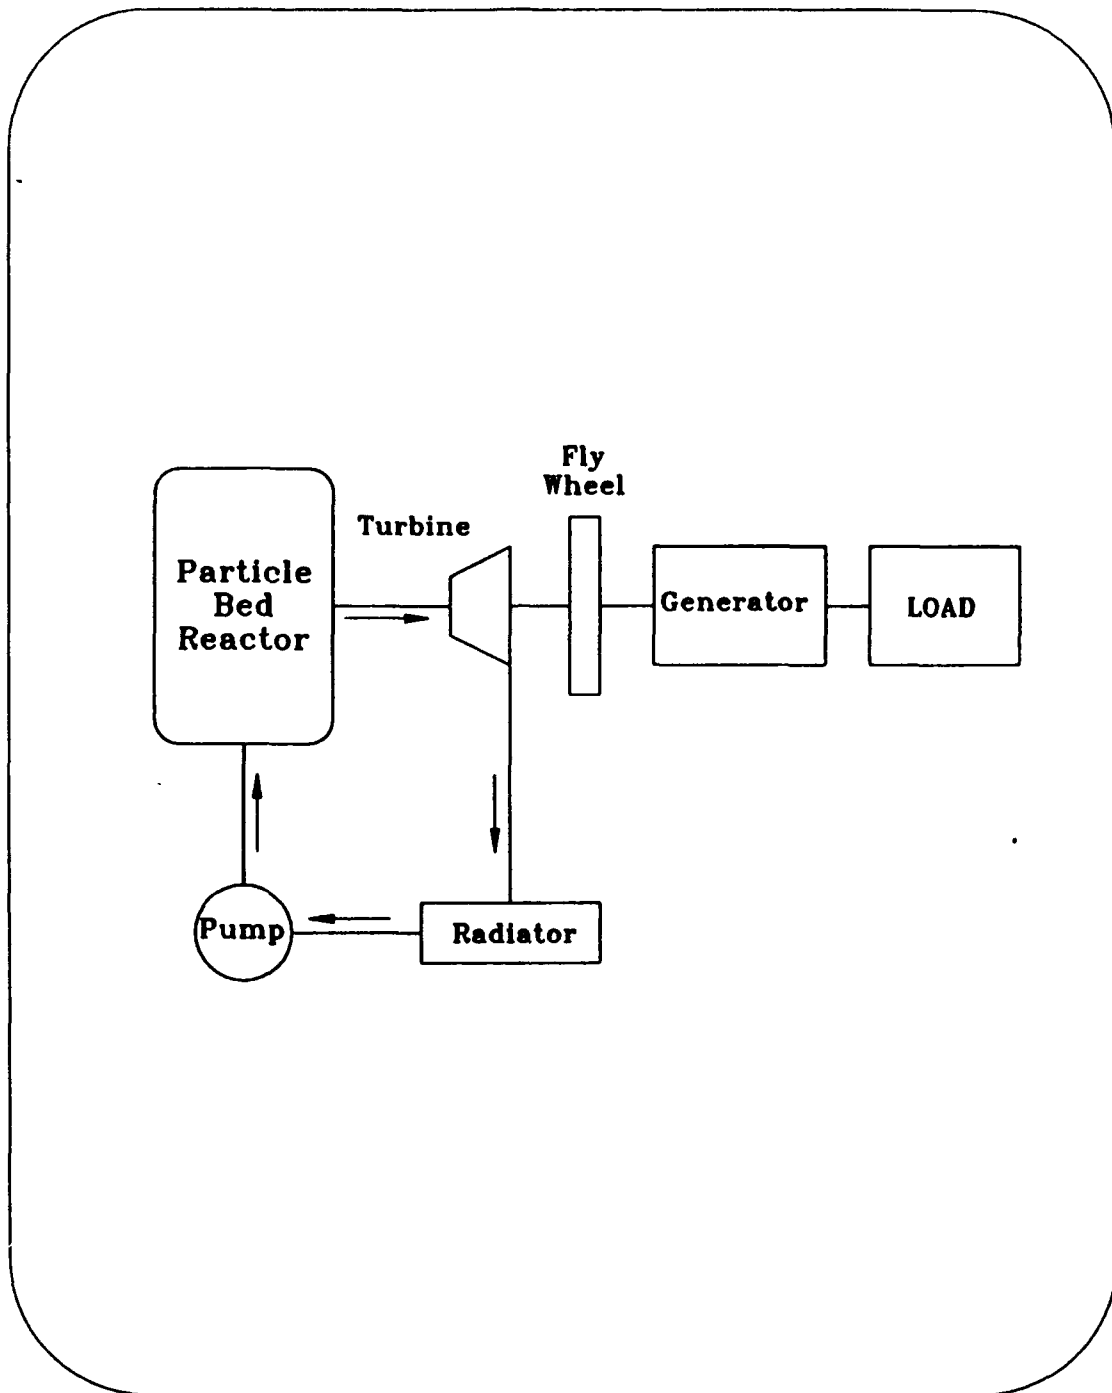 Fly
Wheel
Turbine
Particle
Bed
Reactor
Generator
LOAD
Pump
Radiator